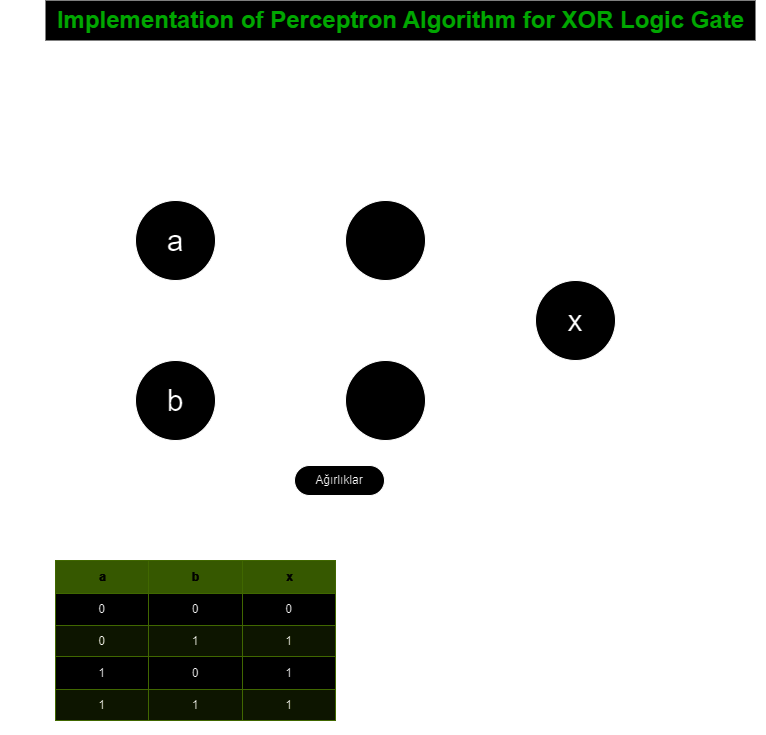 Implementation of Perceptron Algorithm for XOR Logic Gate
a
x
b
Ağırlıklar
a b x
0 0 0
0 1 1
1 0 1
1 1 1